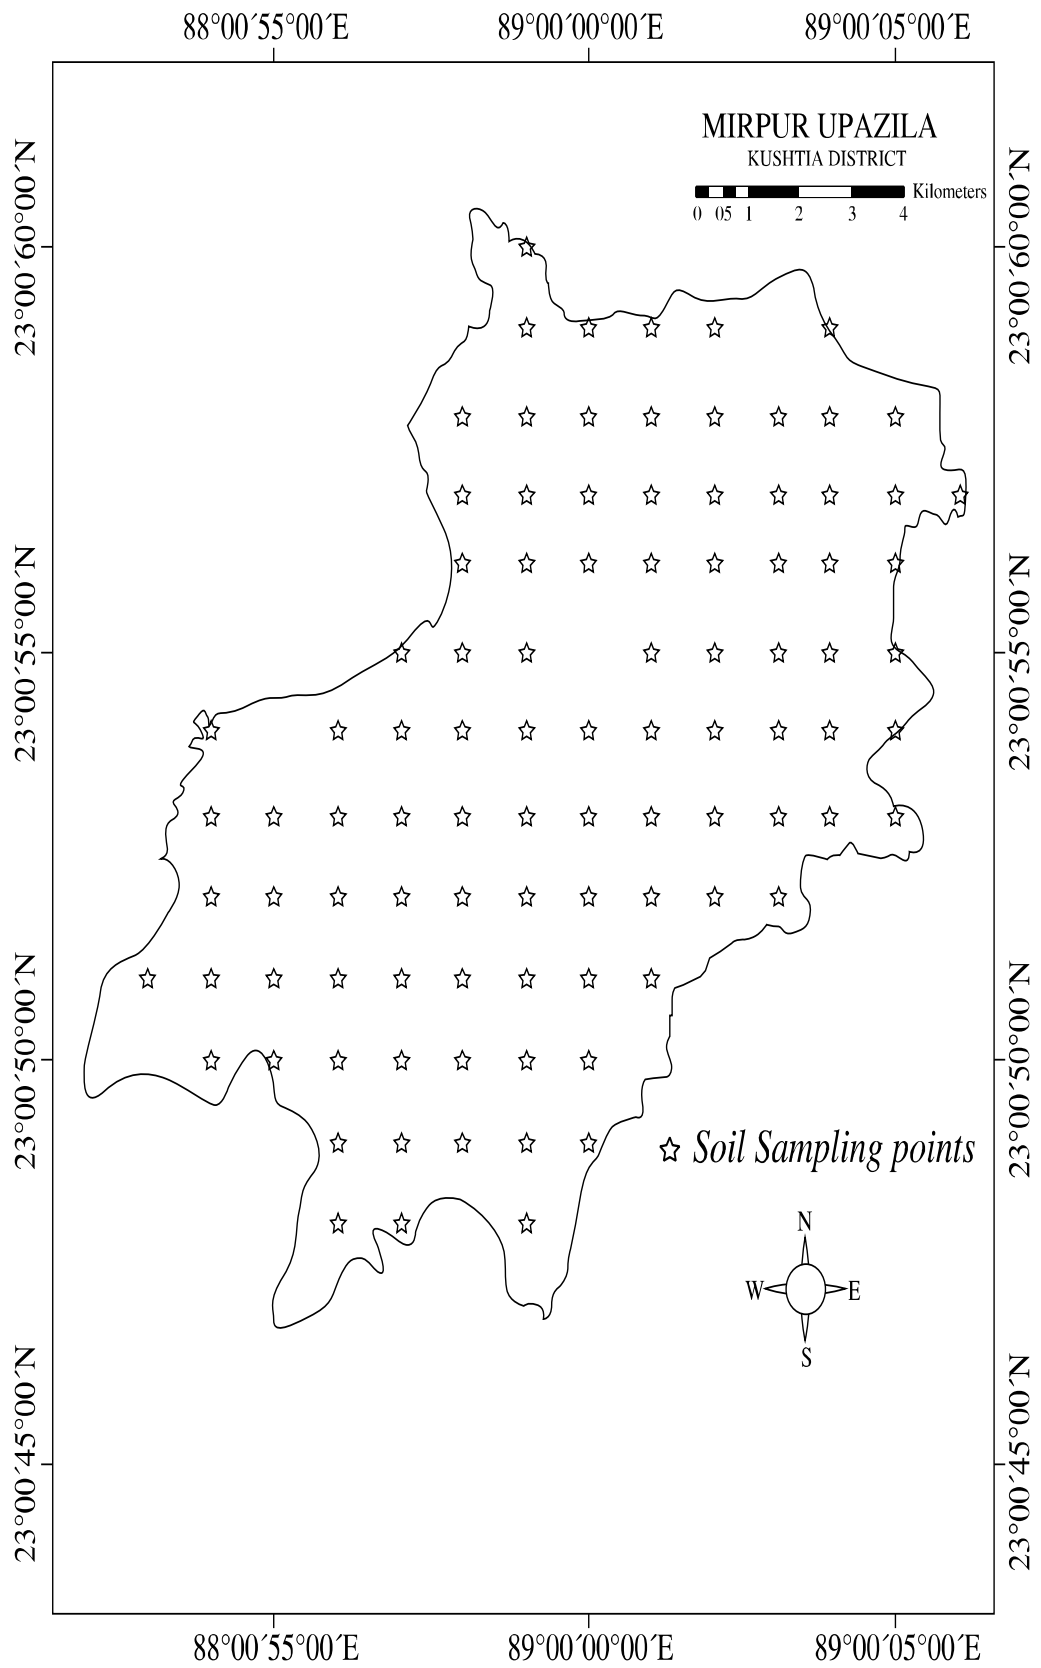 88°00´55°00´E 89°00´00°00´E 89°00´05°00´E
MIRPUR UPAZILA
KUSHTIA DISTRICT
Kilometers
0 05 1 2 3 4
23°00´60°00´N 23°00´60°00´N
23°00´55°00´N 23°00´55°00´N
23°00´50°00´N 23°00´50°00´N
Soil Sampling points
N
W E
S
23°00´45°00´N 23°00´45°00´N
88°00´55°00´E 89°00´00°00´E 89°00´05°00´E